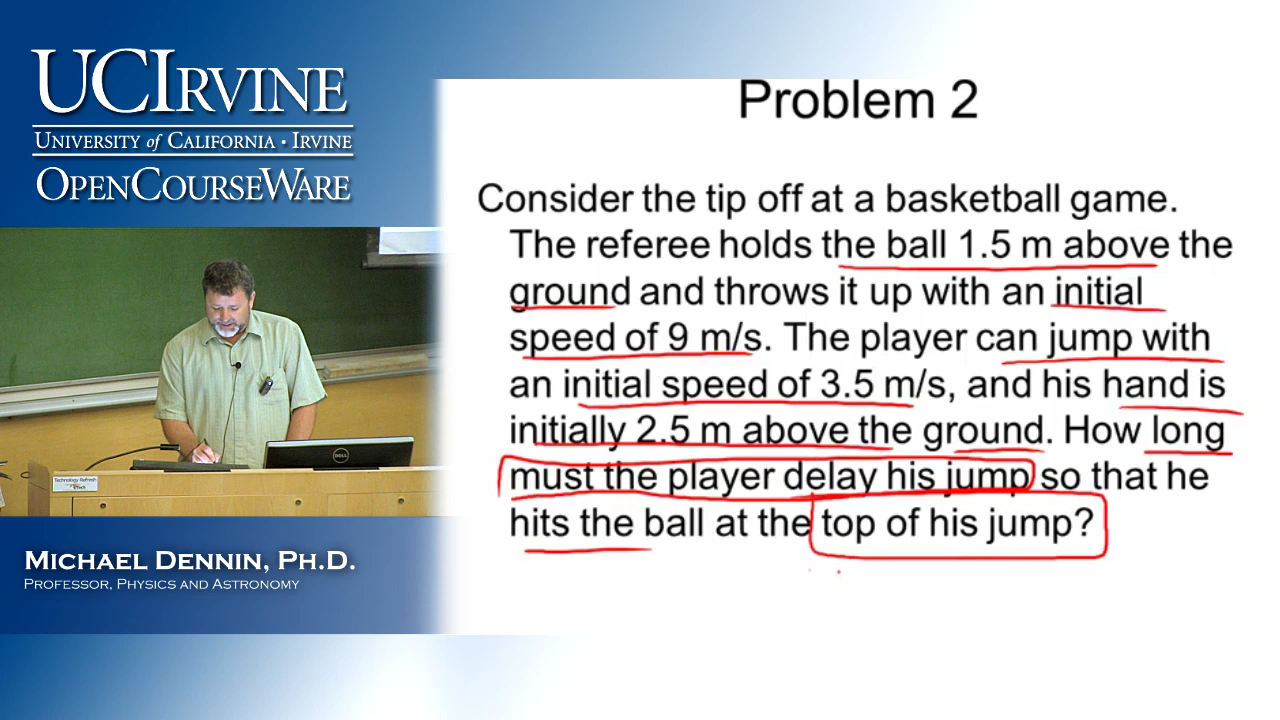 UCIRVINE
UNIVERSITY of CALIFORNIA · IRVINE
OPENCOURSEWARE
Problem 2
Consider the tip off at a basketball game.
The referee holds the ball 1.5 m above the
ground and throws it up with an initial
speed of 9 m/s. The player can jump with
an initial speed of 3.5 m/s, and his hand is
initially 2.5 m above the ground. How long
must the player delay his jump so that he
hits the ball at the top of his jump?
DELL
Technology Refresh
MICHAEL DENNIN, PH.D.
PROFESSOR, PHYSICS AND ASTRONOMY